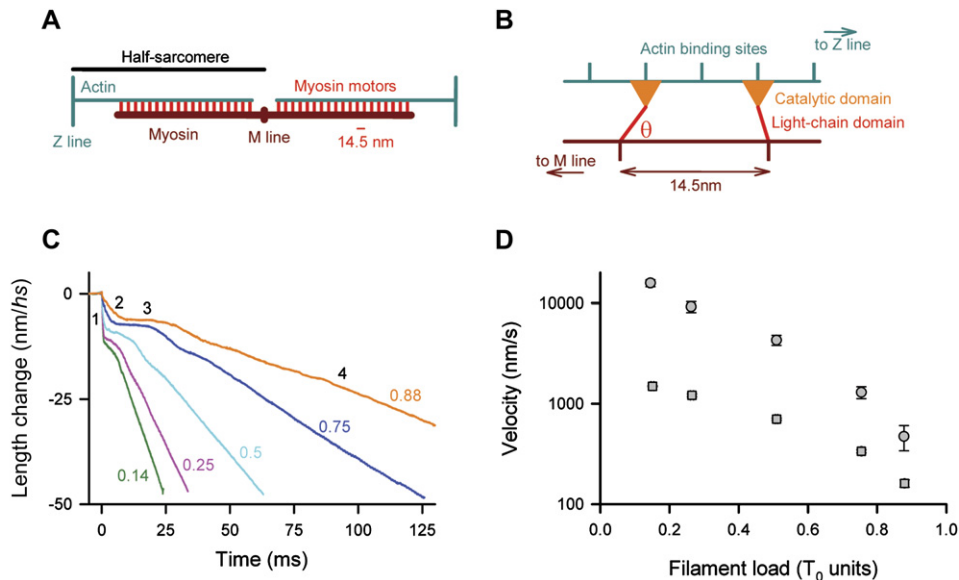 A
Half-sarcomere
Actin
Myosin motors
Z line
Myosin
M line
14.5 nm
B
Actin binding sites
to Z line
Catalytic domain
Light-chain domain
θ
to M line
14.5nm
C
Length change (nm/hs)
0
-25
-50
1
2
3
4
0.88
0.75
0.5
0.25
0.14
0
25
50
75
100
125
Time (ms)
D
Velocity (nm/s)
10000
1000
100
0.0
0.2
0.4
0.6
0.8
1.0
Filament load (T₀ units)